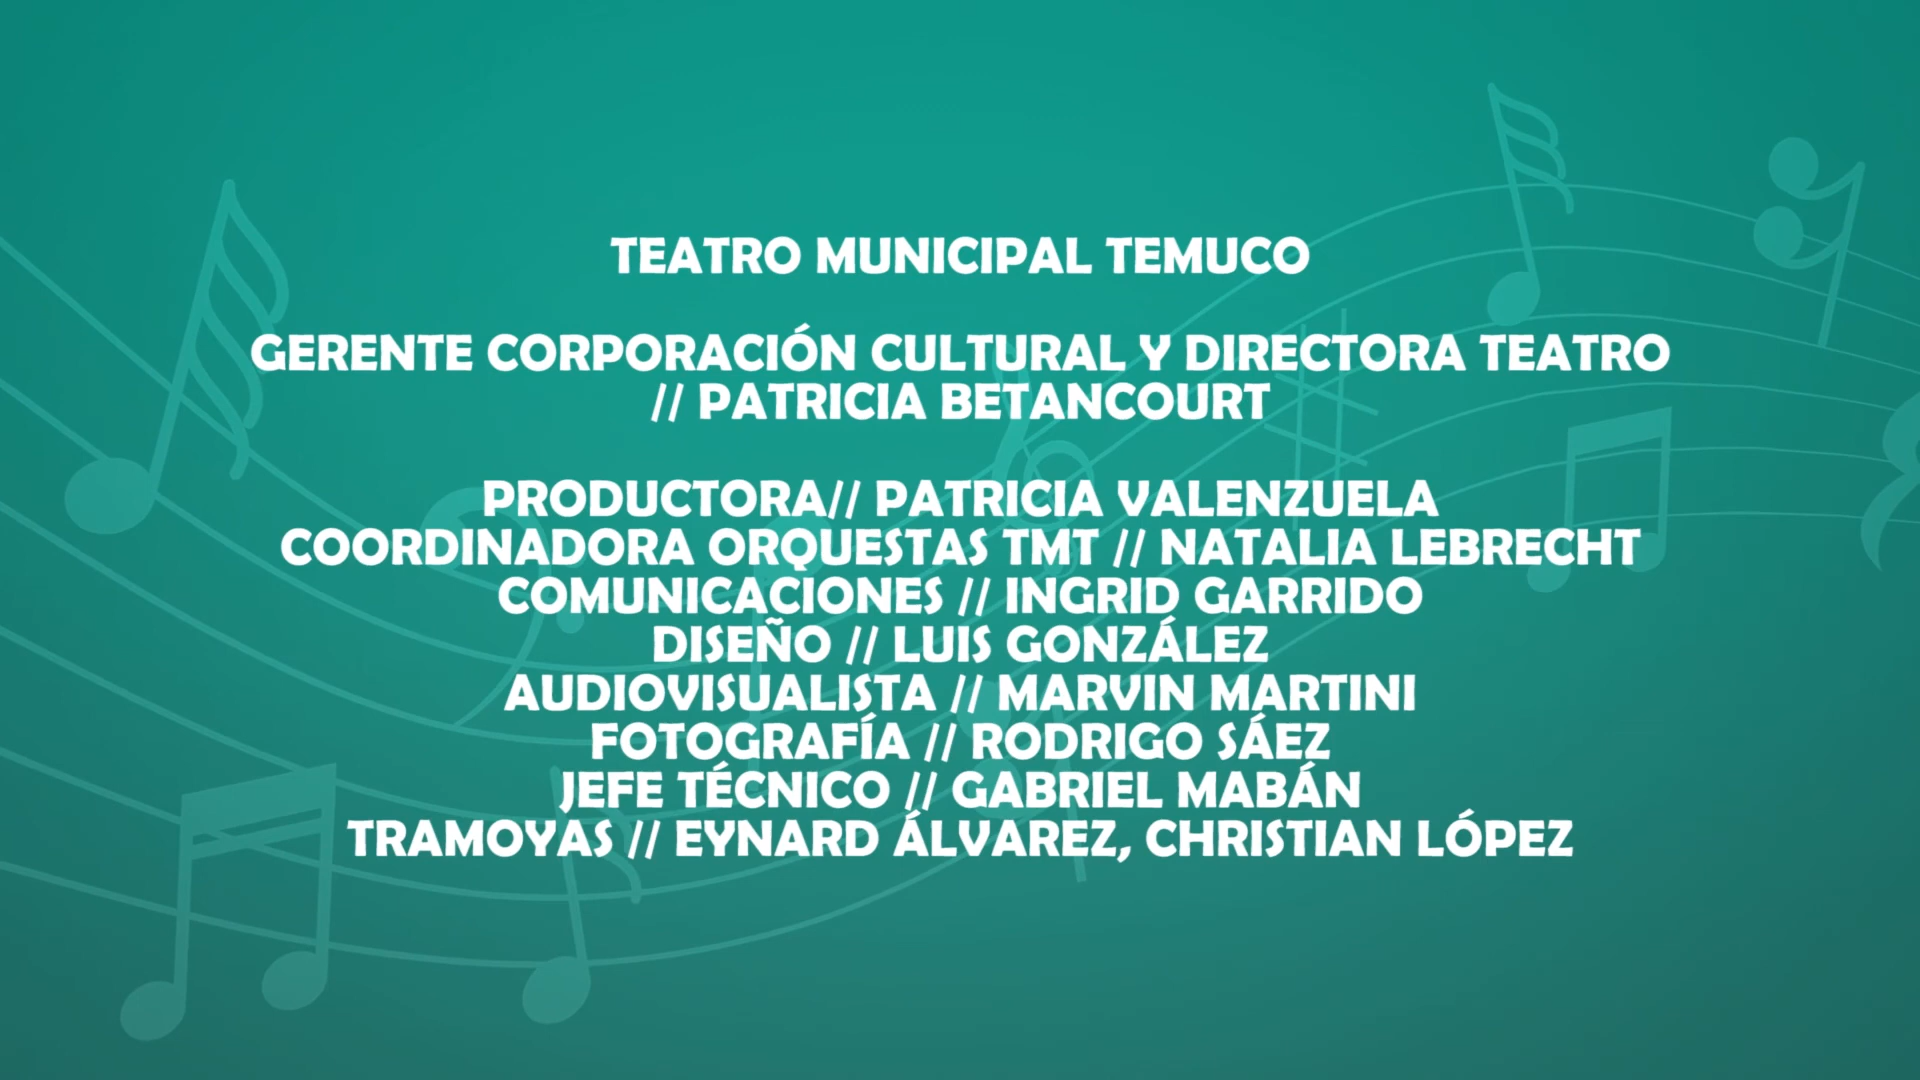 TEATRO MUNICIPAL TEMUCO
GERENTE CORPORACIÓN CULTURAL Y DIRECTORA TEATRO
// PATRICIA BETANCOURT
PRODUCTORA// PATRICIA VALENZUELA
COORDINADORA ORQUESTAS TMT // NATALIA LEBRECHT
COMUNICACIONES // INGRID GARRIDO
DISEÑO // LUIS GONZÁLEZ
AUDIOVISUALISTA // MARVIN MARTINI
FOTOGRAFÍA // RODRIGO SÁEZ
JEFE TÉCNICO // GABRIEL MABÁN
TRAMOYAS // EYNARD ÁLVAREZ, CHRISTIAN LÓPEZ